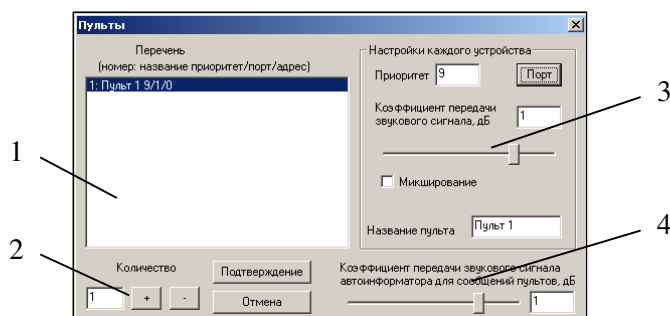 Пульты
Перечень
(номер: название приоритет/порт/адрес)
1: Пульт 1 9/1/0
Настройки каждого устройства
Приоритет 9 Порт
Коэффициент передачи
звукового сигнала, дБ 1
Микширование
Название пульта Пульт 1
Количество
1 + -
Подтверждение
Отмена
Коэффициент передачи звукового сигнала
автоинформатора для сообщений пультов, дБ
1
1
2
3
4